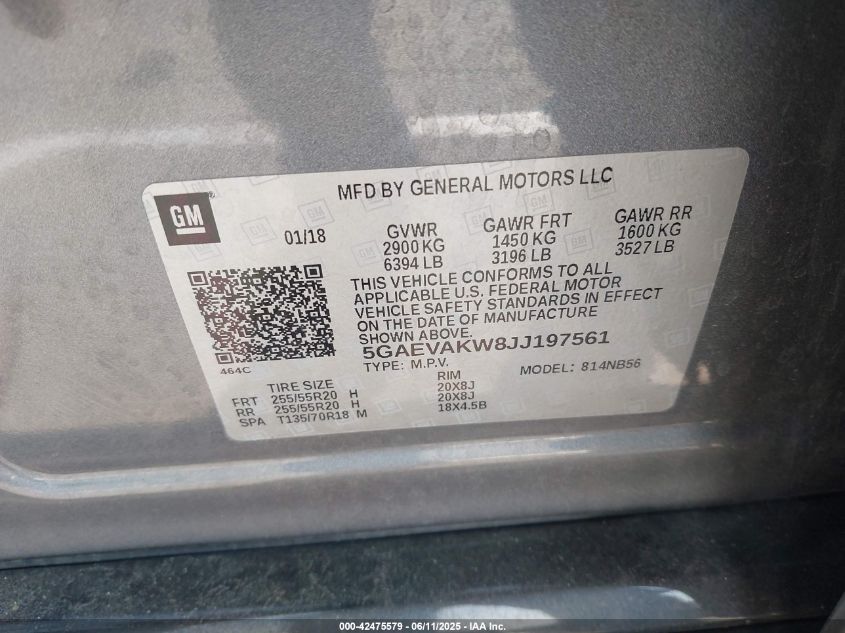 GM
MFD BY GENERAL MOTORS LLC
01/18
GVWR
2900 KG
6394 LB
GAWR FRT
1450 KG
3196 LB
GAWR RR
1600 KG
3527 LB
THIS VEHICLE CONFORMS TO ALL
APPLICABLE U.S. FEDERAL MOTOR
VEHICLE SAFETY STANDARDS IN EFFECT
ON THE DATE OF MANUFACTURE
SHOWN ABOVE.
464C
5GAEVAKW8JJ197561
TYPE: M.P.V. MODEL: 814NB56
TIRE SIZE RIM
FRT 255/55R20 H 20X8J
RR 255/55R20 H 20X8J
SPA T135/70R18 M 18X4.5B
000-42475579 - 06/11/2025 - IAA Inc.